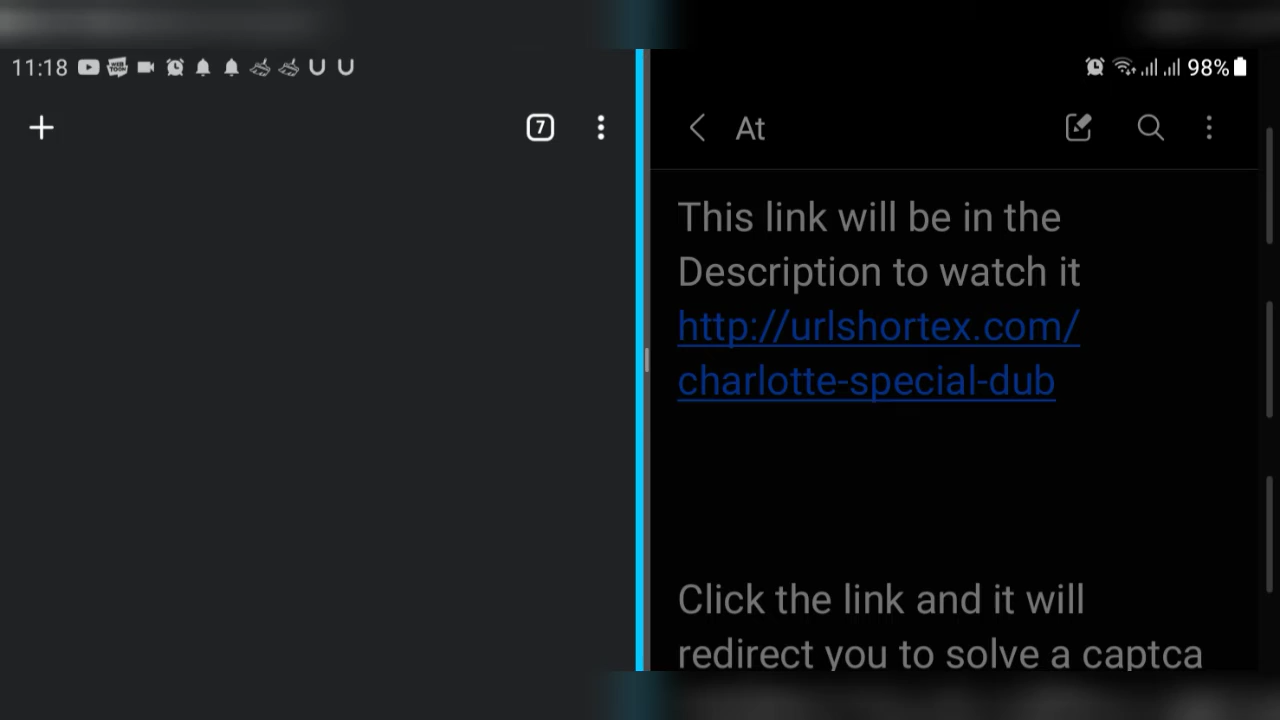 11:18
98%
7
At
This link will be in the
Description to watch it
http://urlshortex.com/
charlotte-special-dub
Click the link and it will
redirect you to solve a captca